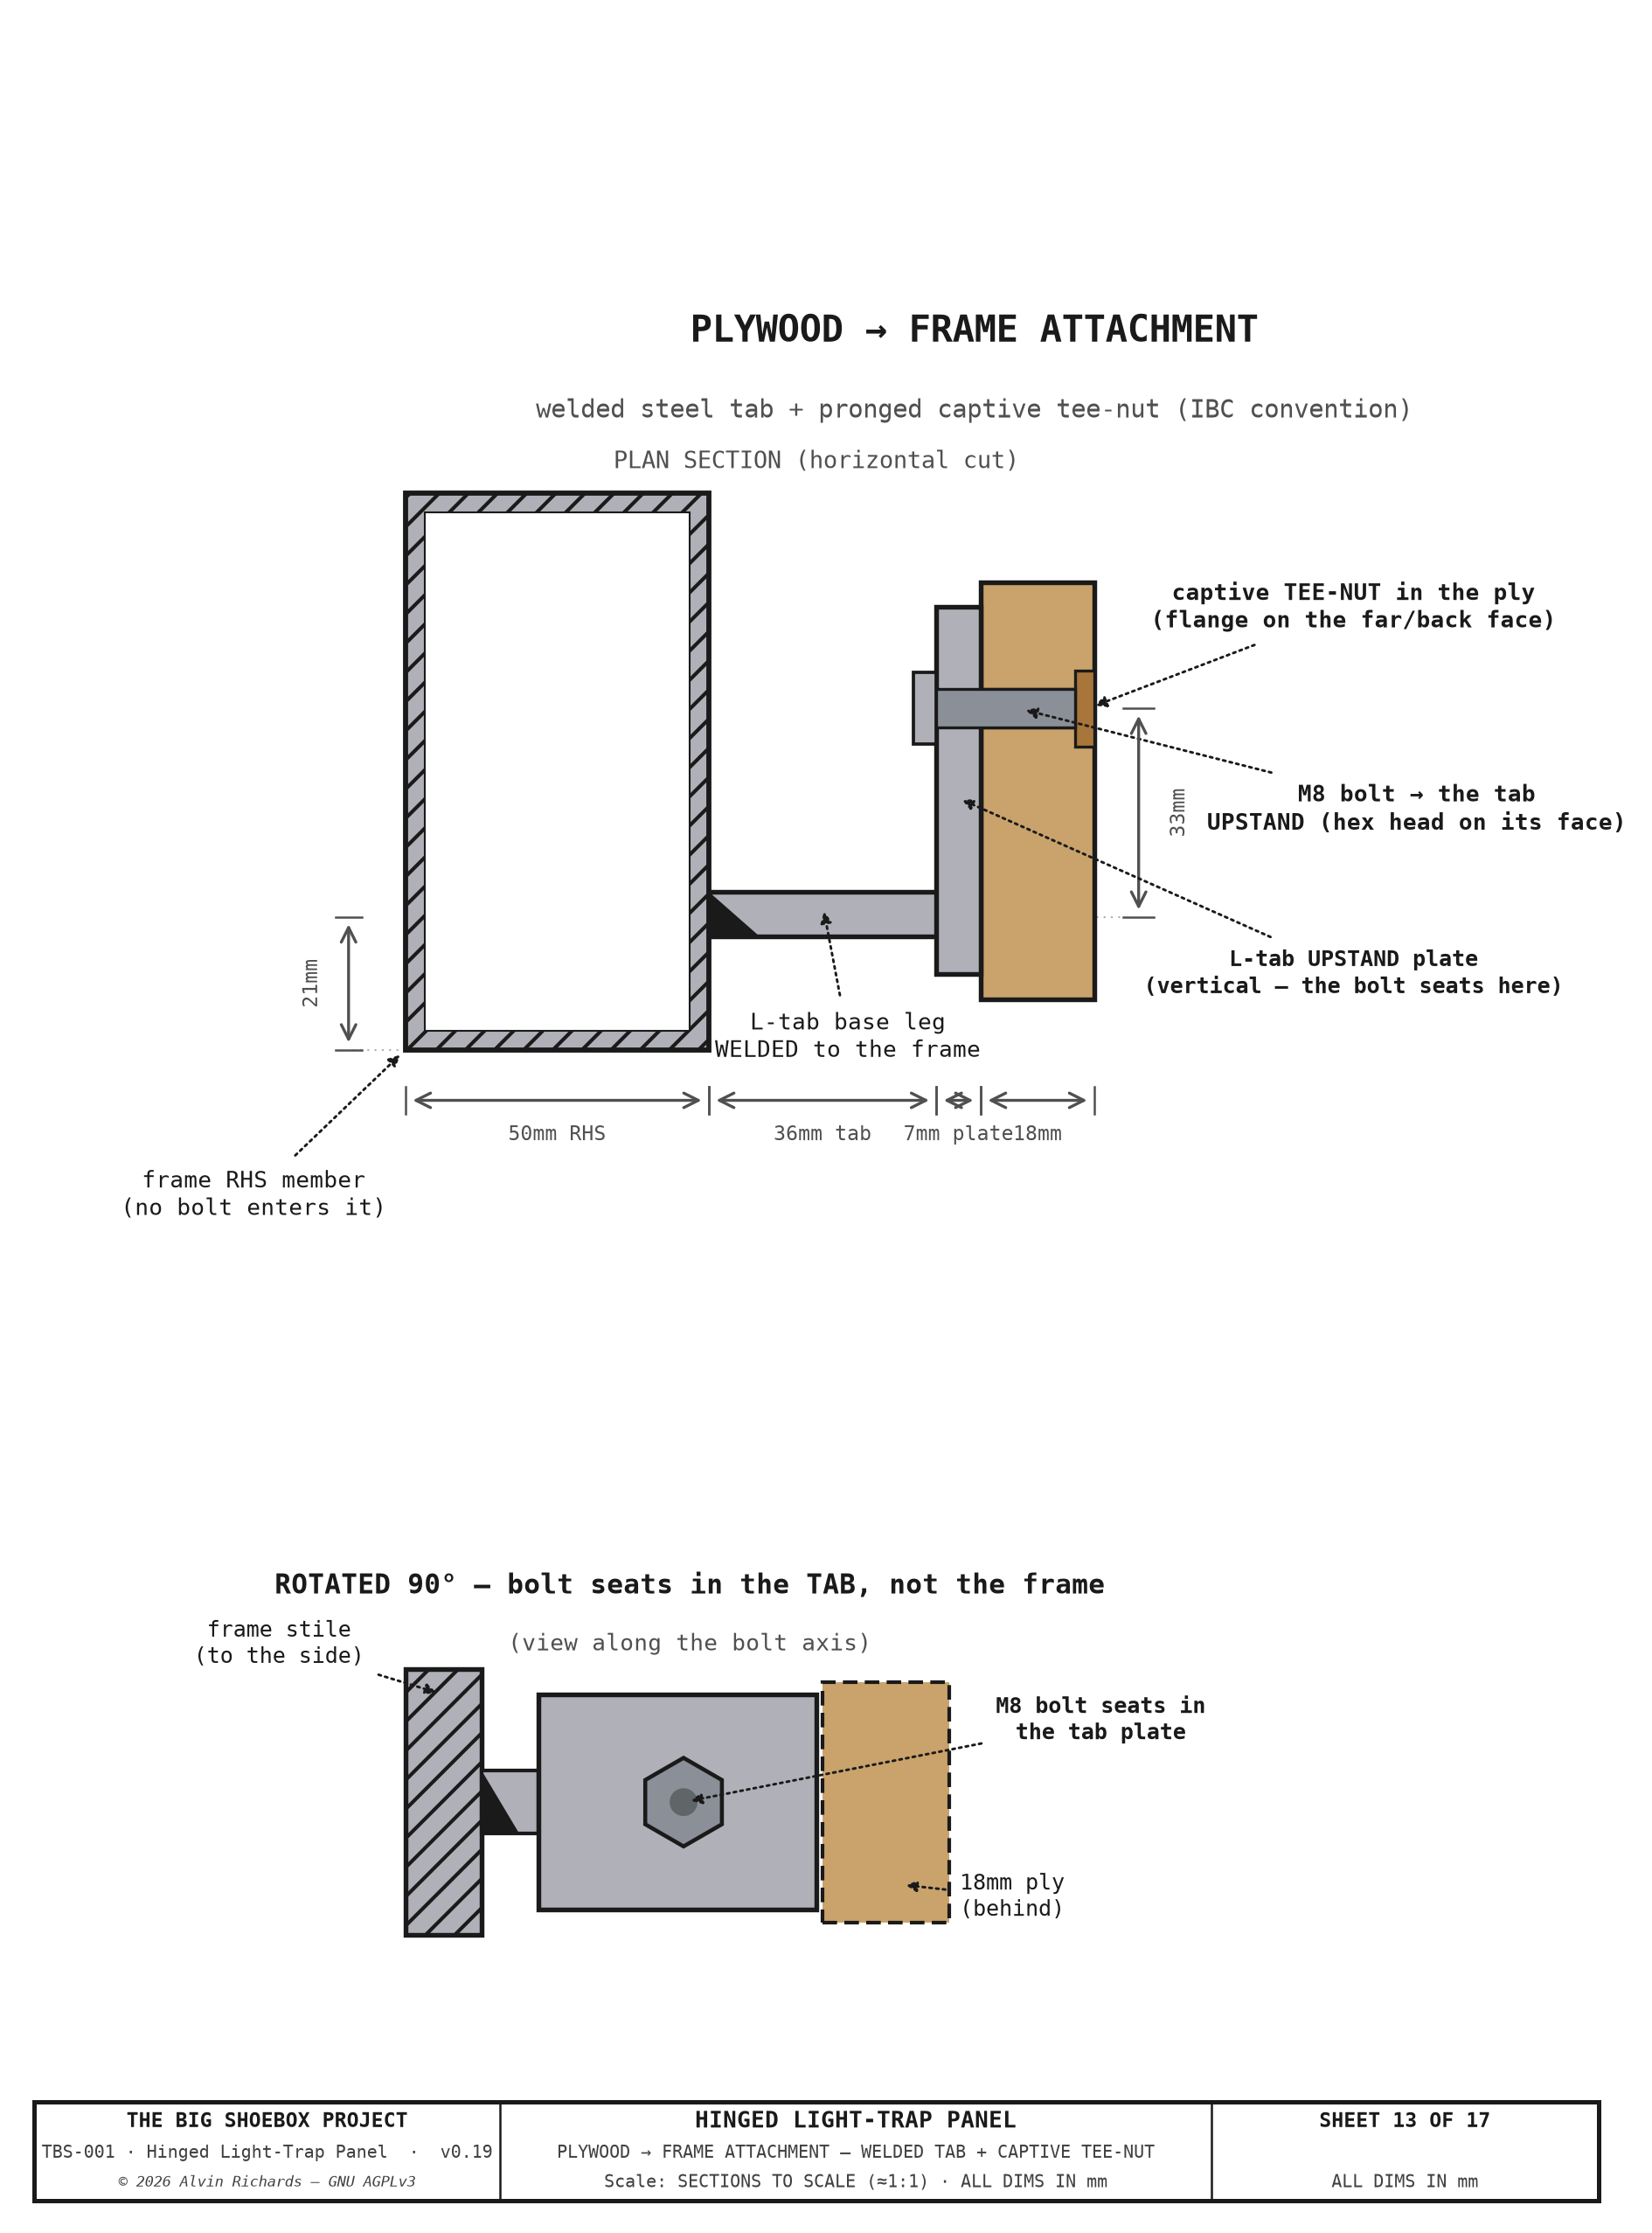 PLYWOOD → FRAME ATTACHMENT
welded steel tab + pronged captive tee-nut (IBC convention)
PLAN SECTION (horizontal cut)
captive TEE-NUT in the ply
(flange on the far/back face)
M8 bolt → the tab
UPSTAND (hex head on its face)
33mm
L-tab UPSTAND plate
(vertical — the bolt seats here)
21mm
L-tab base leg
WELDED to the frame
50mm RHS
36mm tab
7mm plate
18mm
frame RHS member
(no bolt enters it)
ROTATED 90° — bolt seats in the TAB, not the frame
frame stile
(to the side)
(view along the bolt axis)
M8 bolt seats in
the tab plate
18mm ply
(behind)
THE BIG SHOEBOX PROJECT
TBS-001 · Hinged Light-Trap Panel · v0.19
© 2026 Alvin Richards — GNU AGPLv3
HINGED LIGHT-TRAP PANEL
PLYWOOD → FRAME ATTACHMENT — WELDED TAB + CAPTIVE TEE-NUT
Scale: SECTIONS TO SCALE (≈1:1) · ALL DIMS IN mm
SHEET 13 OF 17
ALL DIMS IN mm